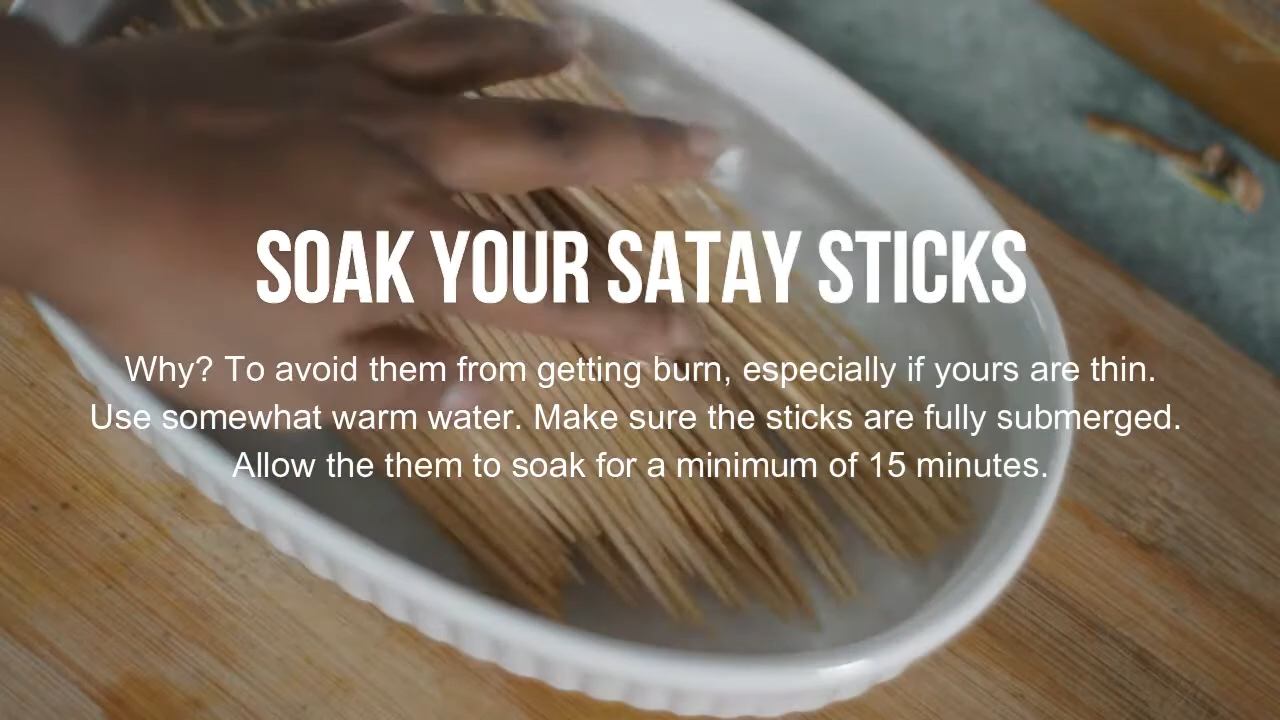 SOAK YOUR SATAY STICKS
Why? To avoid them from getting burn, especially if yours are thin.
Use somewhat warm water. Make sure the sticks are fully submerged.
Allow the them to soak for a minimum of 15 minutes.